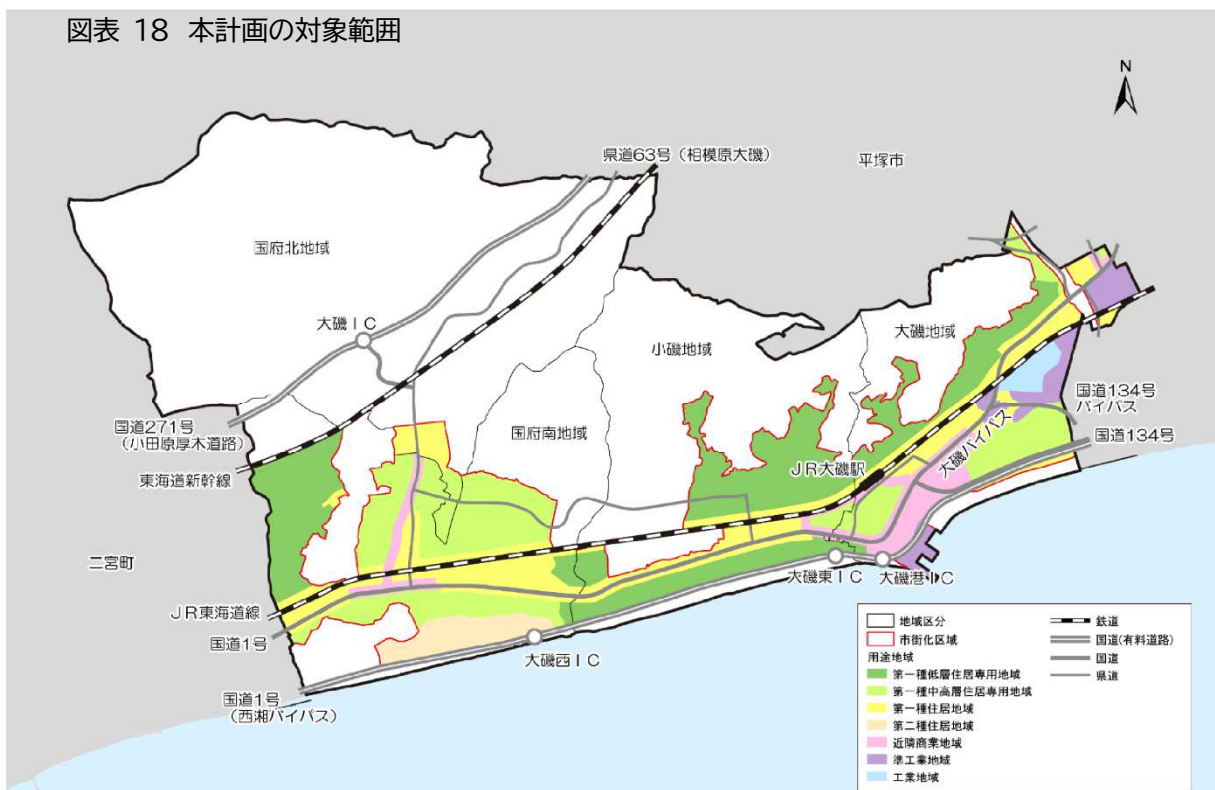 図表 18 本計画の対象範囲
N
県道63号（相模原大磯）
平塚市
国府北地域
大磯IC
小磯地域
大磯地域
国道134号
バイパス
国府南地域
国道271号
（小田原厚木道路）
国道134号
大磯バイパス
JR大磯駅
東海道新幹線
二宮町
大磯東IC
大磯港IC
JR東海道線
国道1号
大磯西IC
国道1号
（西湘バイパス）
地域区分
市街化区域
用途地域
第一種低層住居専用地域
第一種中高層住居専用地域
第一種住居地域
第二種住居地域
近隣商業地域
準工業地域
工業地域
鉄道
国道(有料道路)
国道
県道